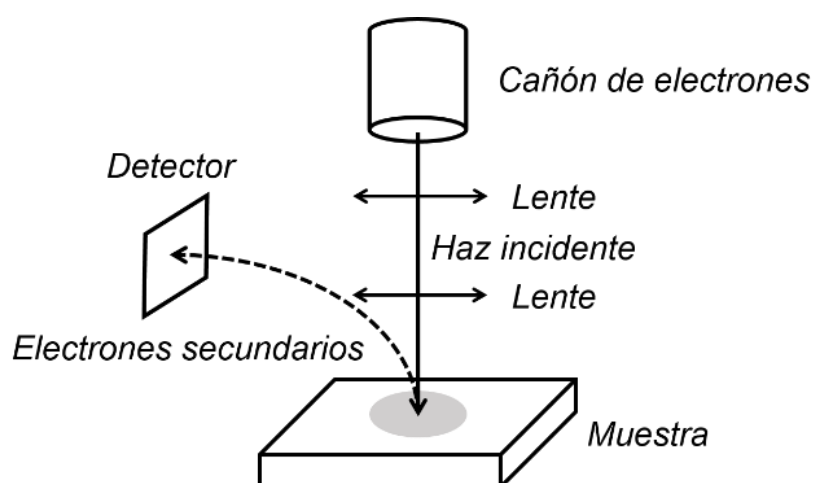 Cañón de electrones
Detector
Lente
Haz incidente
Lente
Electrones secundarios
Muestra